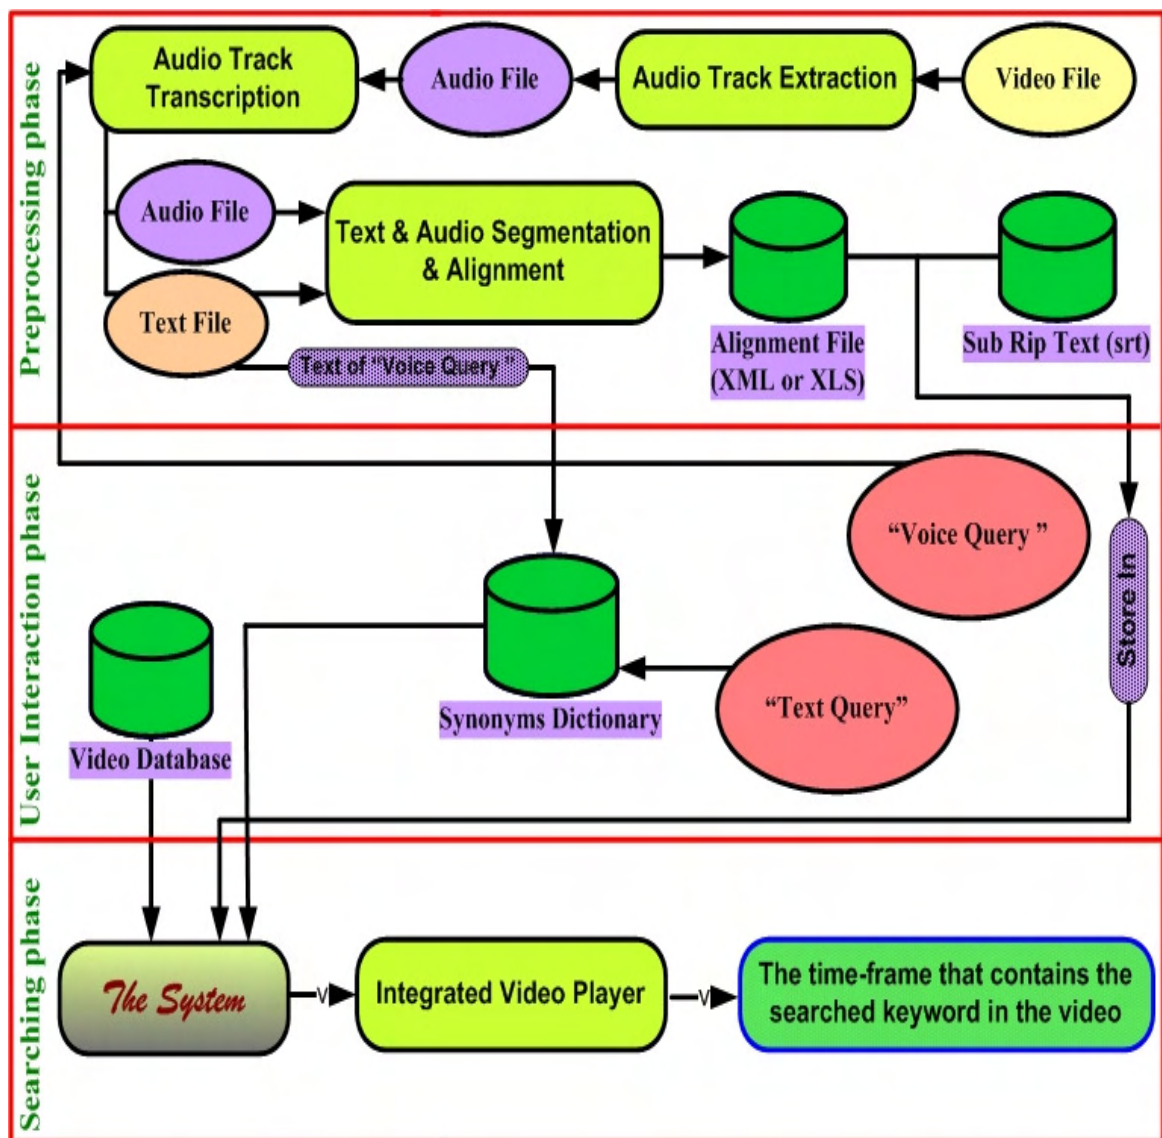 Preprocessing phase
Audio Track
Transcription
Audio File
Audio Track Extraction
Video File
Audio File
Text & Audio Segmentation
& Alignment
Text File
Text of “Voice Query ”
Alignment File
(XML or XLS)
Sub Rip Text (srt)
User Interaction phase
“Voice Query ”
Store In
Synonyms Dictionary
“Text Query”
Video Database
Searching phase
The System
V
Integrated Video Player
V
The time-frame that contains the
searched keyword in the video